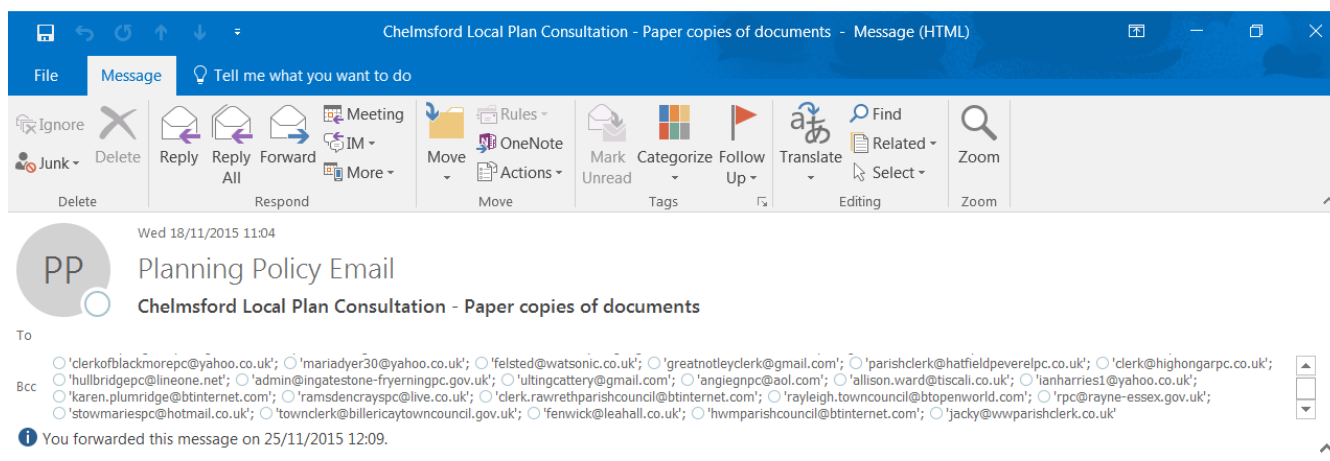 Chelmsford Local Plan Consultation - Paper copies of documents - Message (HTML)
File Message Tell me what you want to do
Ignore
Junk
Delete
Reply
Reply All
Forward
Meeting
IM
More
Move
Rules
OneNote
Actions
Mark Unread
Categorize
Follow Up
Translate
Find
Related
Select
Zoom
Delete Respond Move Tags Editing Zoom
Wed 18/11/2015 11:04
PP
Planning Policy Email
Chelmsford Local Plan Consultation - Paper copies of documents
To
Bcc
'clerkofblackmorepc@yahoo.co.uk'; 'mariadyer30@yahoo.co.uk'; 'felsted@watsonic.co.uk'; 'greatnotleyclerk@gmail.com'; 'parishclerk@hatfieldpeverelpc.co.uk'; 'clerk@highongarpc.co.uk';
'hullbridgepc@lineone.net'; 'admin@ingatestone-fryerningpc.gov.uk'; 'ultingcattery@gmail.com'; 'angiegnpc@aol.com'; 'allison.ward@tiscali.co.uk'; 'ianharries1@yahoo.co.uk';
'karen.plumridge@btinternet.com'; 'ramsdencrayspc@live.co.uk'; 'clerk.rawrethparishcouncil@btinternet.com'; 'rayleigh.towncouncil@btopenworld.com'; 'rpc@rayne-essex.gov.uk';
'stowmariespc@hotmail.co.uk'; 'townclerk@billericaytowncouncil.gov.uk'; 'fenwick@leahall.co.uk'; 'hwmparishcouncil@btinternet.com'; 'jacky@wwparishclerk.co.uk'
You forwarded this message on 25/11/2015 12:09.